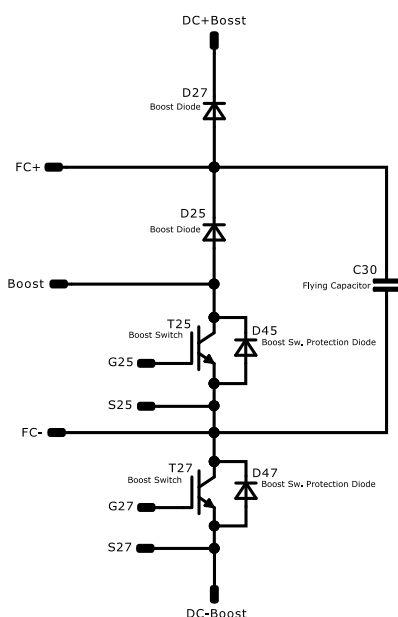 DC+Bosst
D27
Boost Diode
FC+
D25
Boost Diode
C30
Boost
Flying Capacitor
T25
D45
Boost Switch
Boost Sw. Protection Diode
G25
S25
FC-
T27
D47
Boost Switch
Boost Sw. Protection Diode
G27
S27
DC-Boost